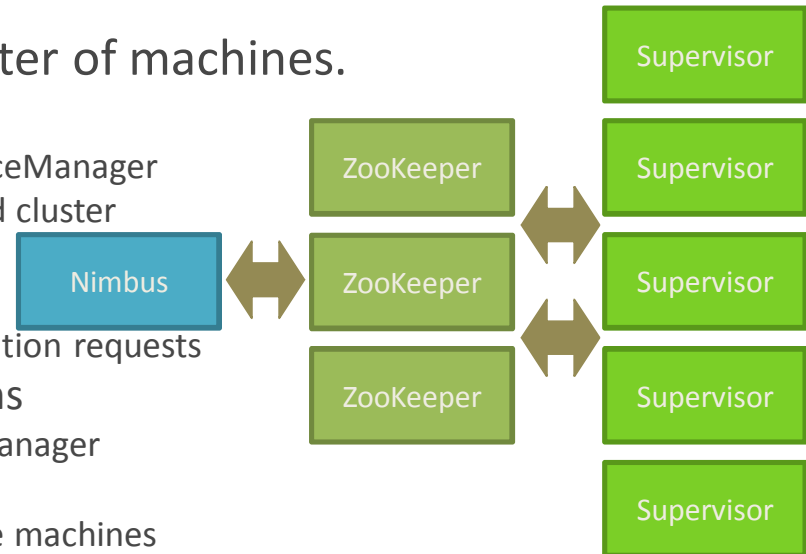 ter of machines.
ceManager
d cluster
tion requests
ns
anager
e machines
Nimbus
ZooKeeper
ZooKeeper
ZooKeeper
Supervisor
Supervisor
Supervisor
Supervisor
Supervisor